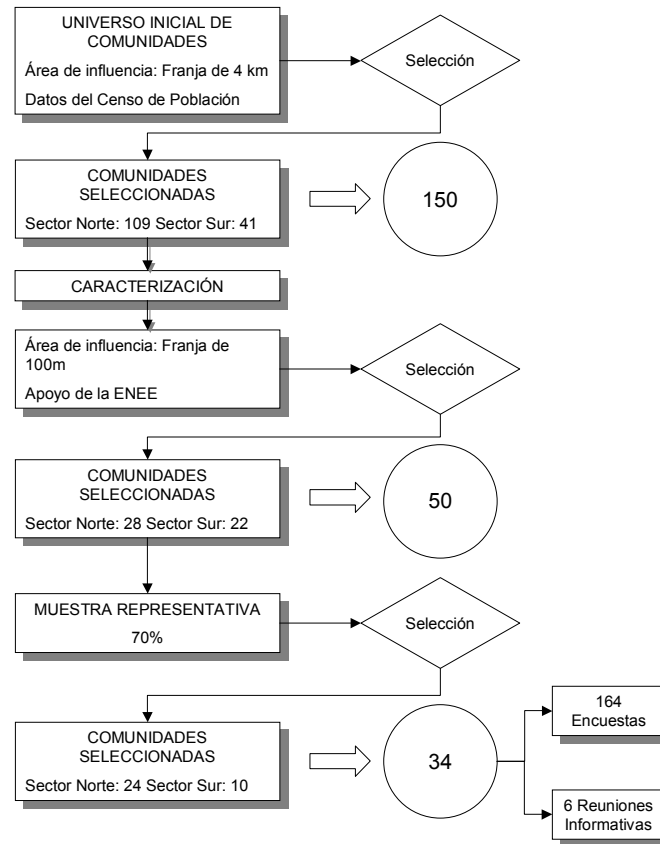 UNIVERSO INICIAL DE
COMUNIDADES
Área de influencia: Franja de 4 km
Datos del Censo de Población
Selección
COMUNIDADES
SELECCIONADAS
Sector Norte: 109 Sector Sur: 41
150
CARACTERIZACIÓN
Área de influencia: Franja de
100m
Apoyo de la ENEE
Selección
COMUNIDADES
SELECCIONADAS
Sector Norte: 28 Sector Sur: 22
50
MUESTRA REPRESENTATIVA
70%
Selección
COMUNIDADES
SELECCIONADAS
Sector Norte: 24 Sector Sur: 10
34
164
Encuestas
6 Reuniones
Informativas